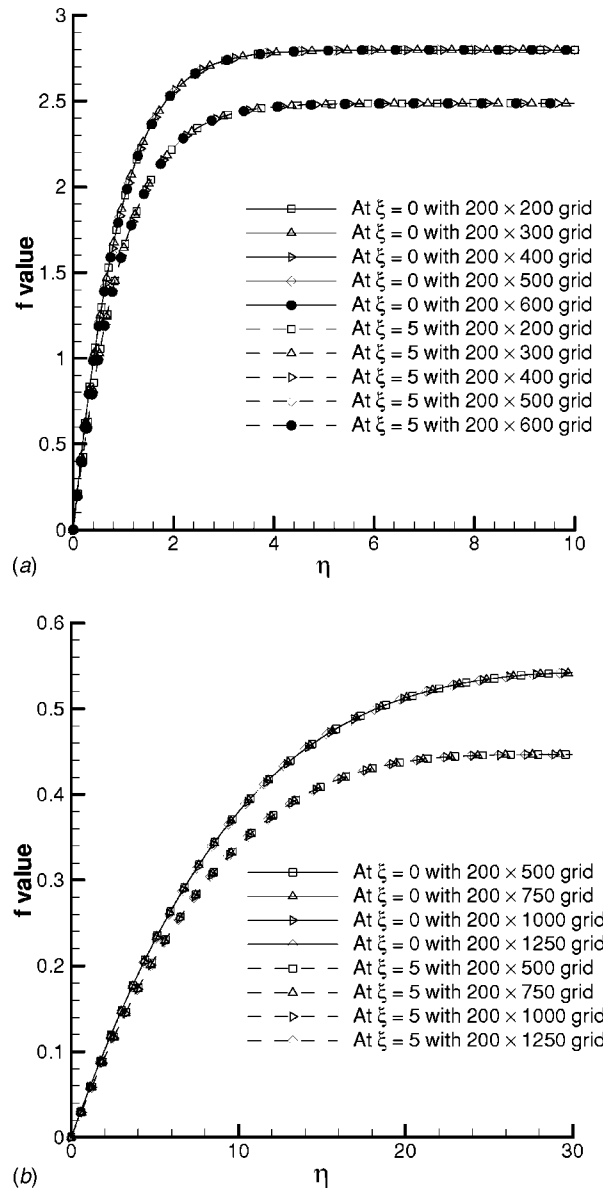 3
2.5
2
1.5
1
0.5
0
f value
At ξ = 0 with 200 × 200 grid
At ξ = 0 with 200 × 300 grid
At ξ = 0 with 200 × 400 grid
At ξ = 0 with 200 × 500 grid
At ξ = 0 with 200 × 600 grid
At ξ = 5 with 200 × 200 grid
At ξ = 5 with 200 × 300 grid
At ξ = 5 with 200 × 400 grid
At ξ = 5 with 200 × 500 grid
At ξ = 5 with 200 × 600 grid
0 2 4 6 8 10
(a) η
0.6
0.5
0.4
0.3
0.2
0.1
0
f value
At ξ = 0 with 200 × 500 grid
At ξ = 0 with 200 × 750 grid
At ξ = 0 with 200 × 1000 grid
At ξ = 0 with 200 × 1250 grid
At ξ = 5 with 200 × 500 grid
At ξ = 5 with 200 × 750 grid
At ξ = 5 with 200 × 1000 grid
At ξ = 5 with 200 × 1250 grid
0 10 20 30
(b) η